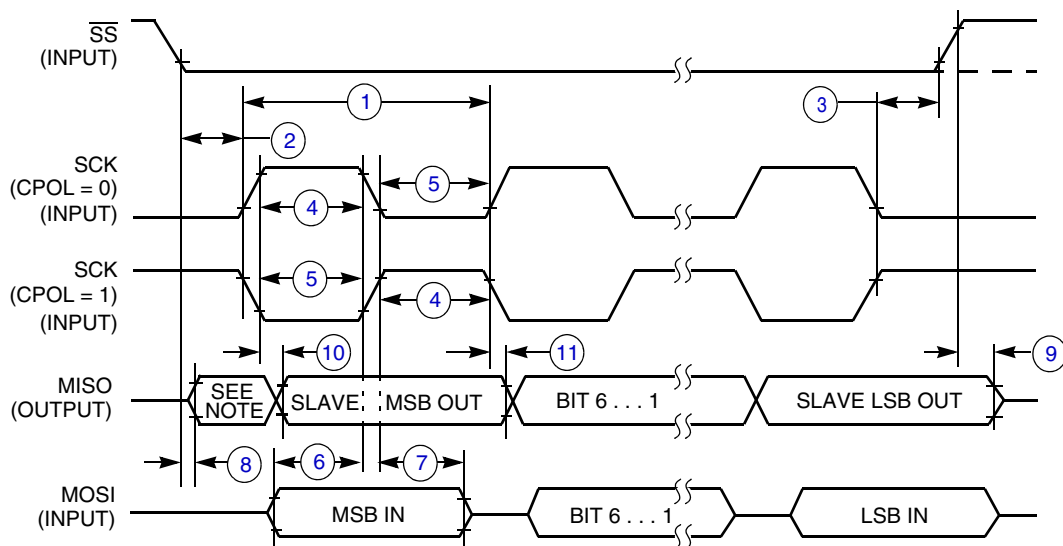 SS
(INPUT)
1
3
2
SCK
(CPOL = 0)
(INPUT)
5
4
SCK
(CPOL = 1)
(INPUT)
5
4
10
11
9
MISO
(OUTPUT)
SEE
NOTE
SLAVE
MSB OUT
BIT 6 . . . 1
SLAVE LSB OUT
8
6
7
MOSI
(INPUT)
MSB IN
BIT 6 . . . 1
LSB IN